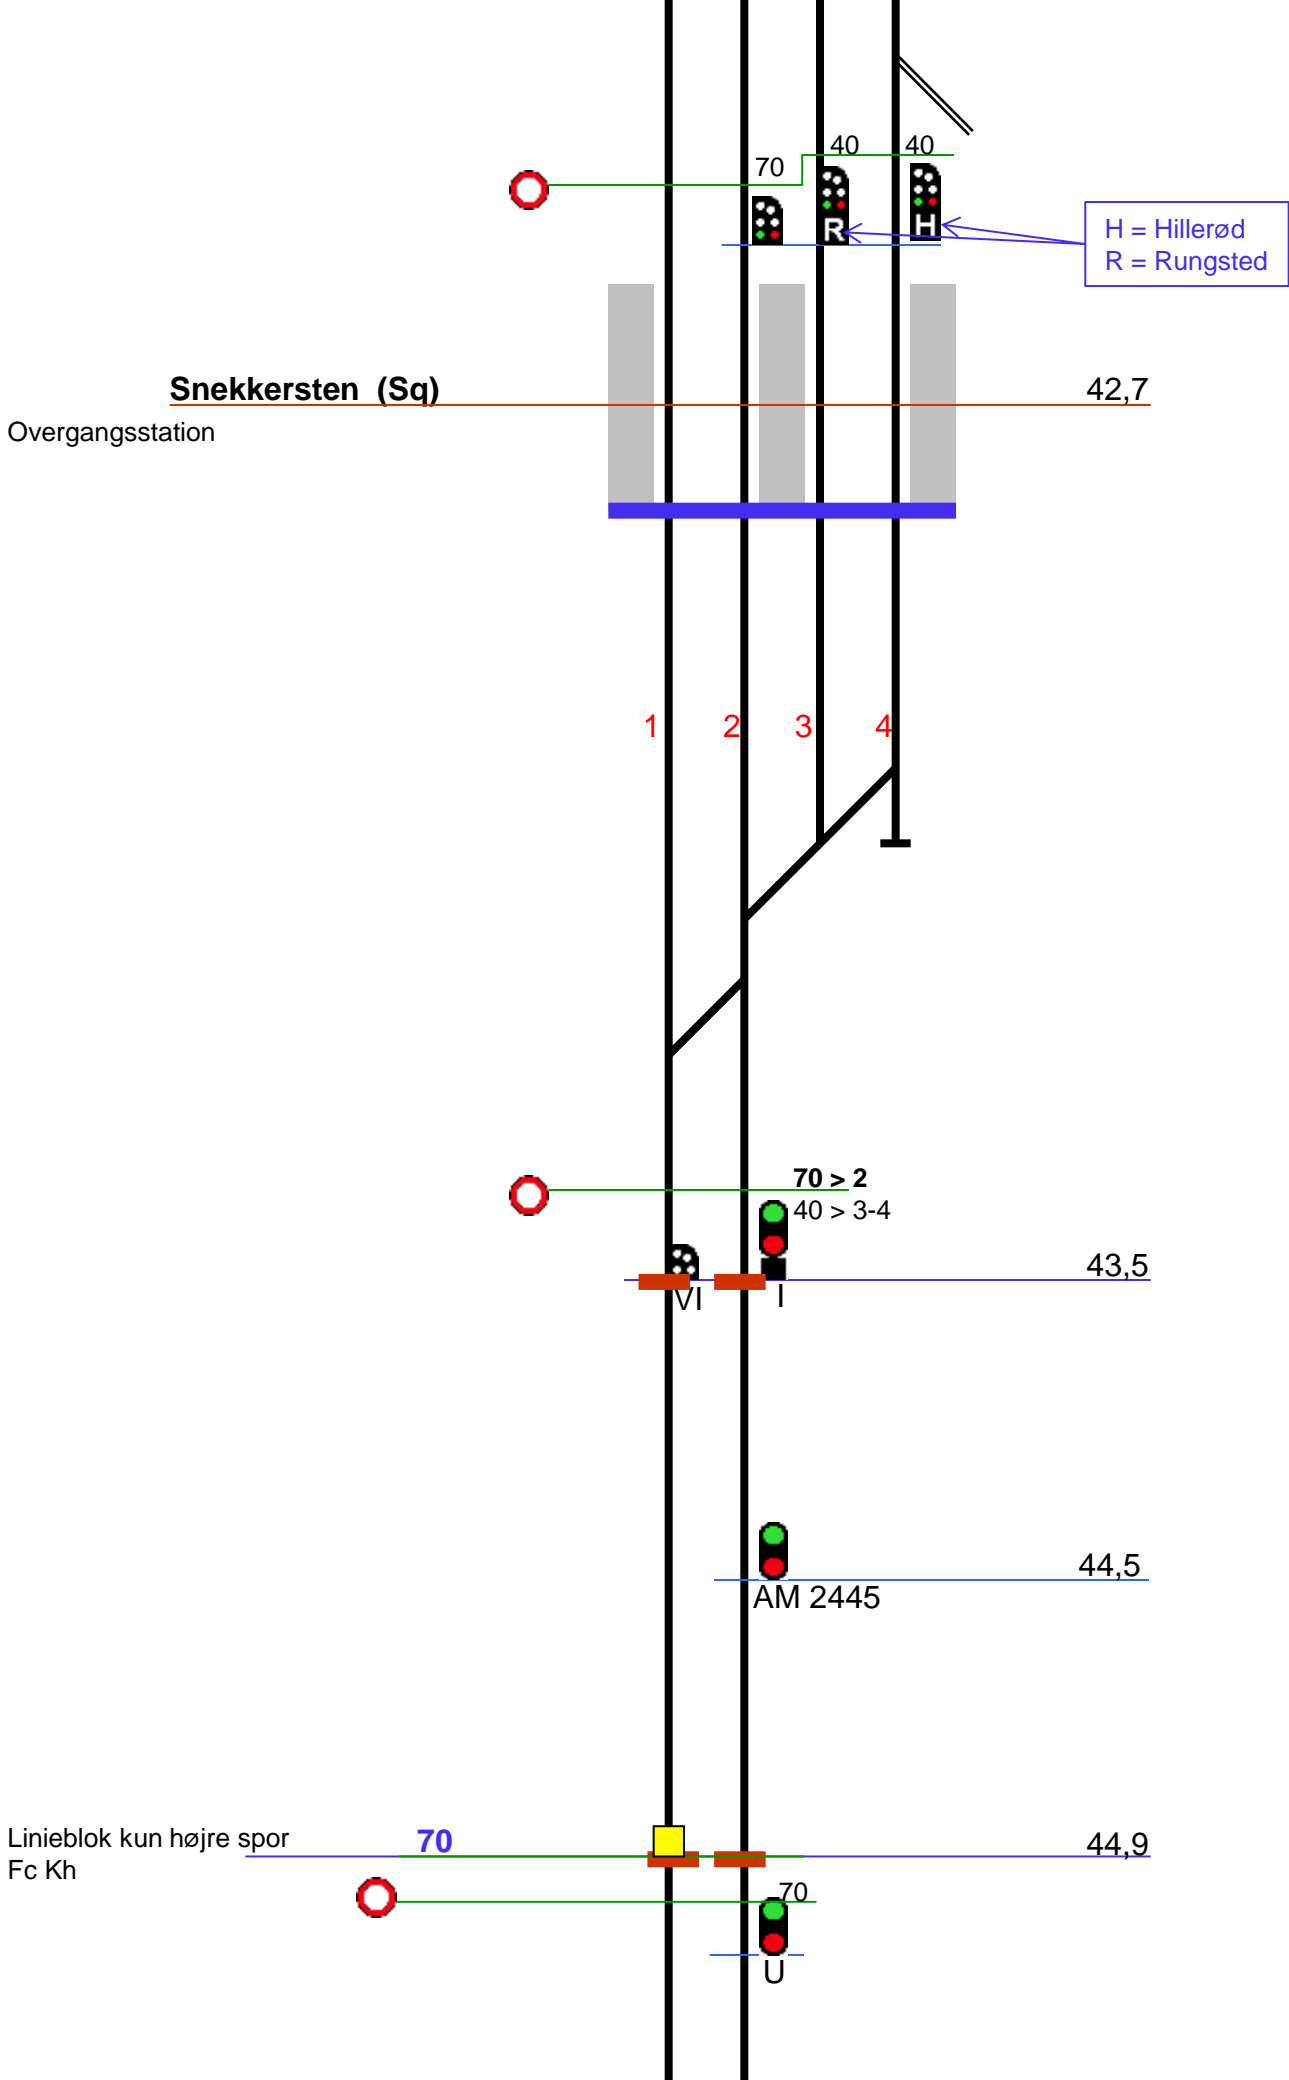 40
40
70
R
H
H = Hillerød
R = Rungsted
Snekkersten (Sq)
42,7
Overgangsstation
1
2
3
4
70 > 2
40 > 3-4
43,5
VI
I
44,5
AM 2445
Linieblok kun højre spor
70
44,9
Fc Kh
70
U